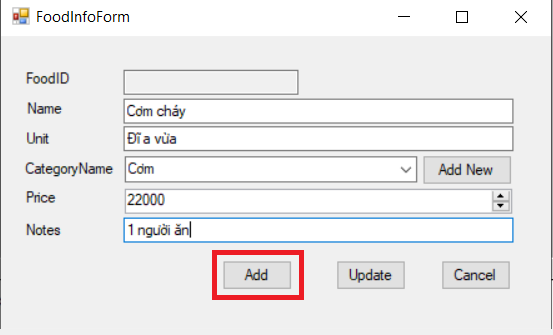 FoodInfoForm
FoodID
Name Cơm cháy
Unit Đĩa vừa
CategoryName Cơm Add New
Price 22000
Notes 1 người ăn
Add Update Cancel